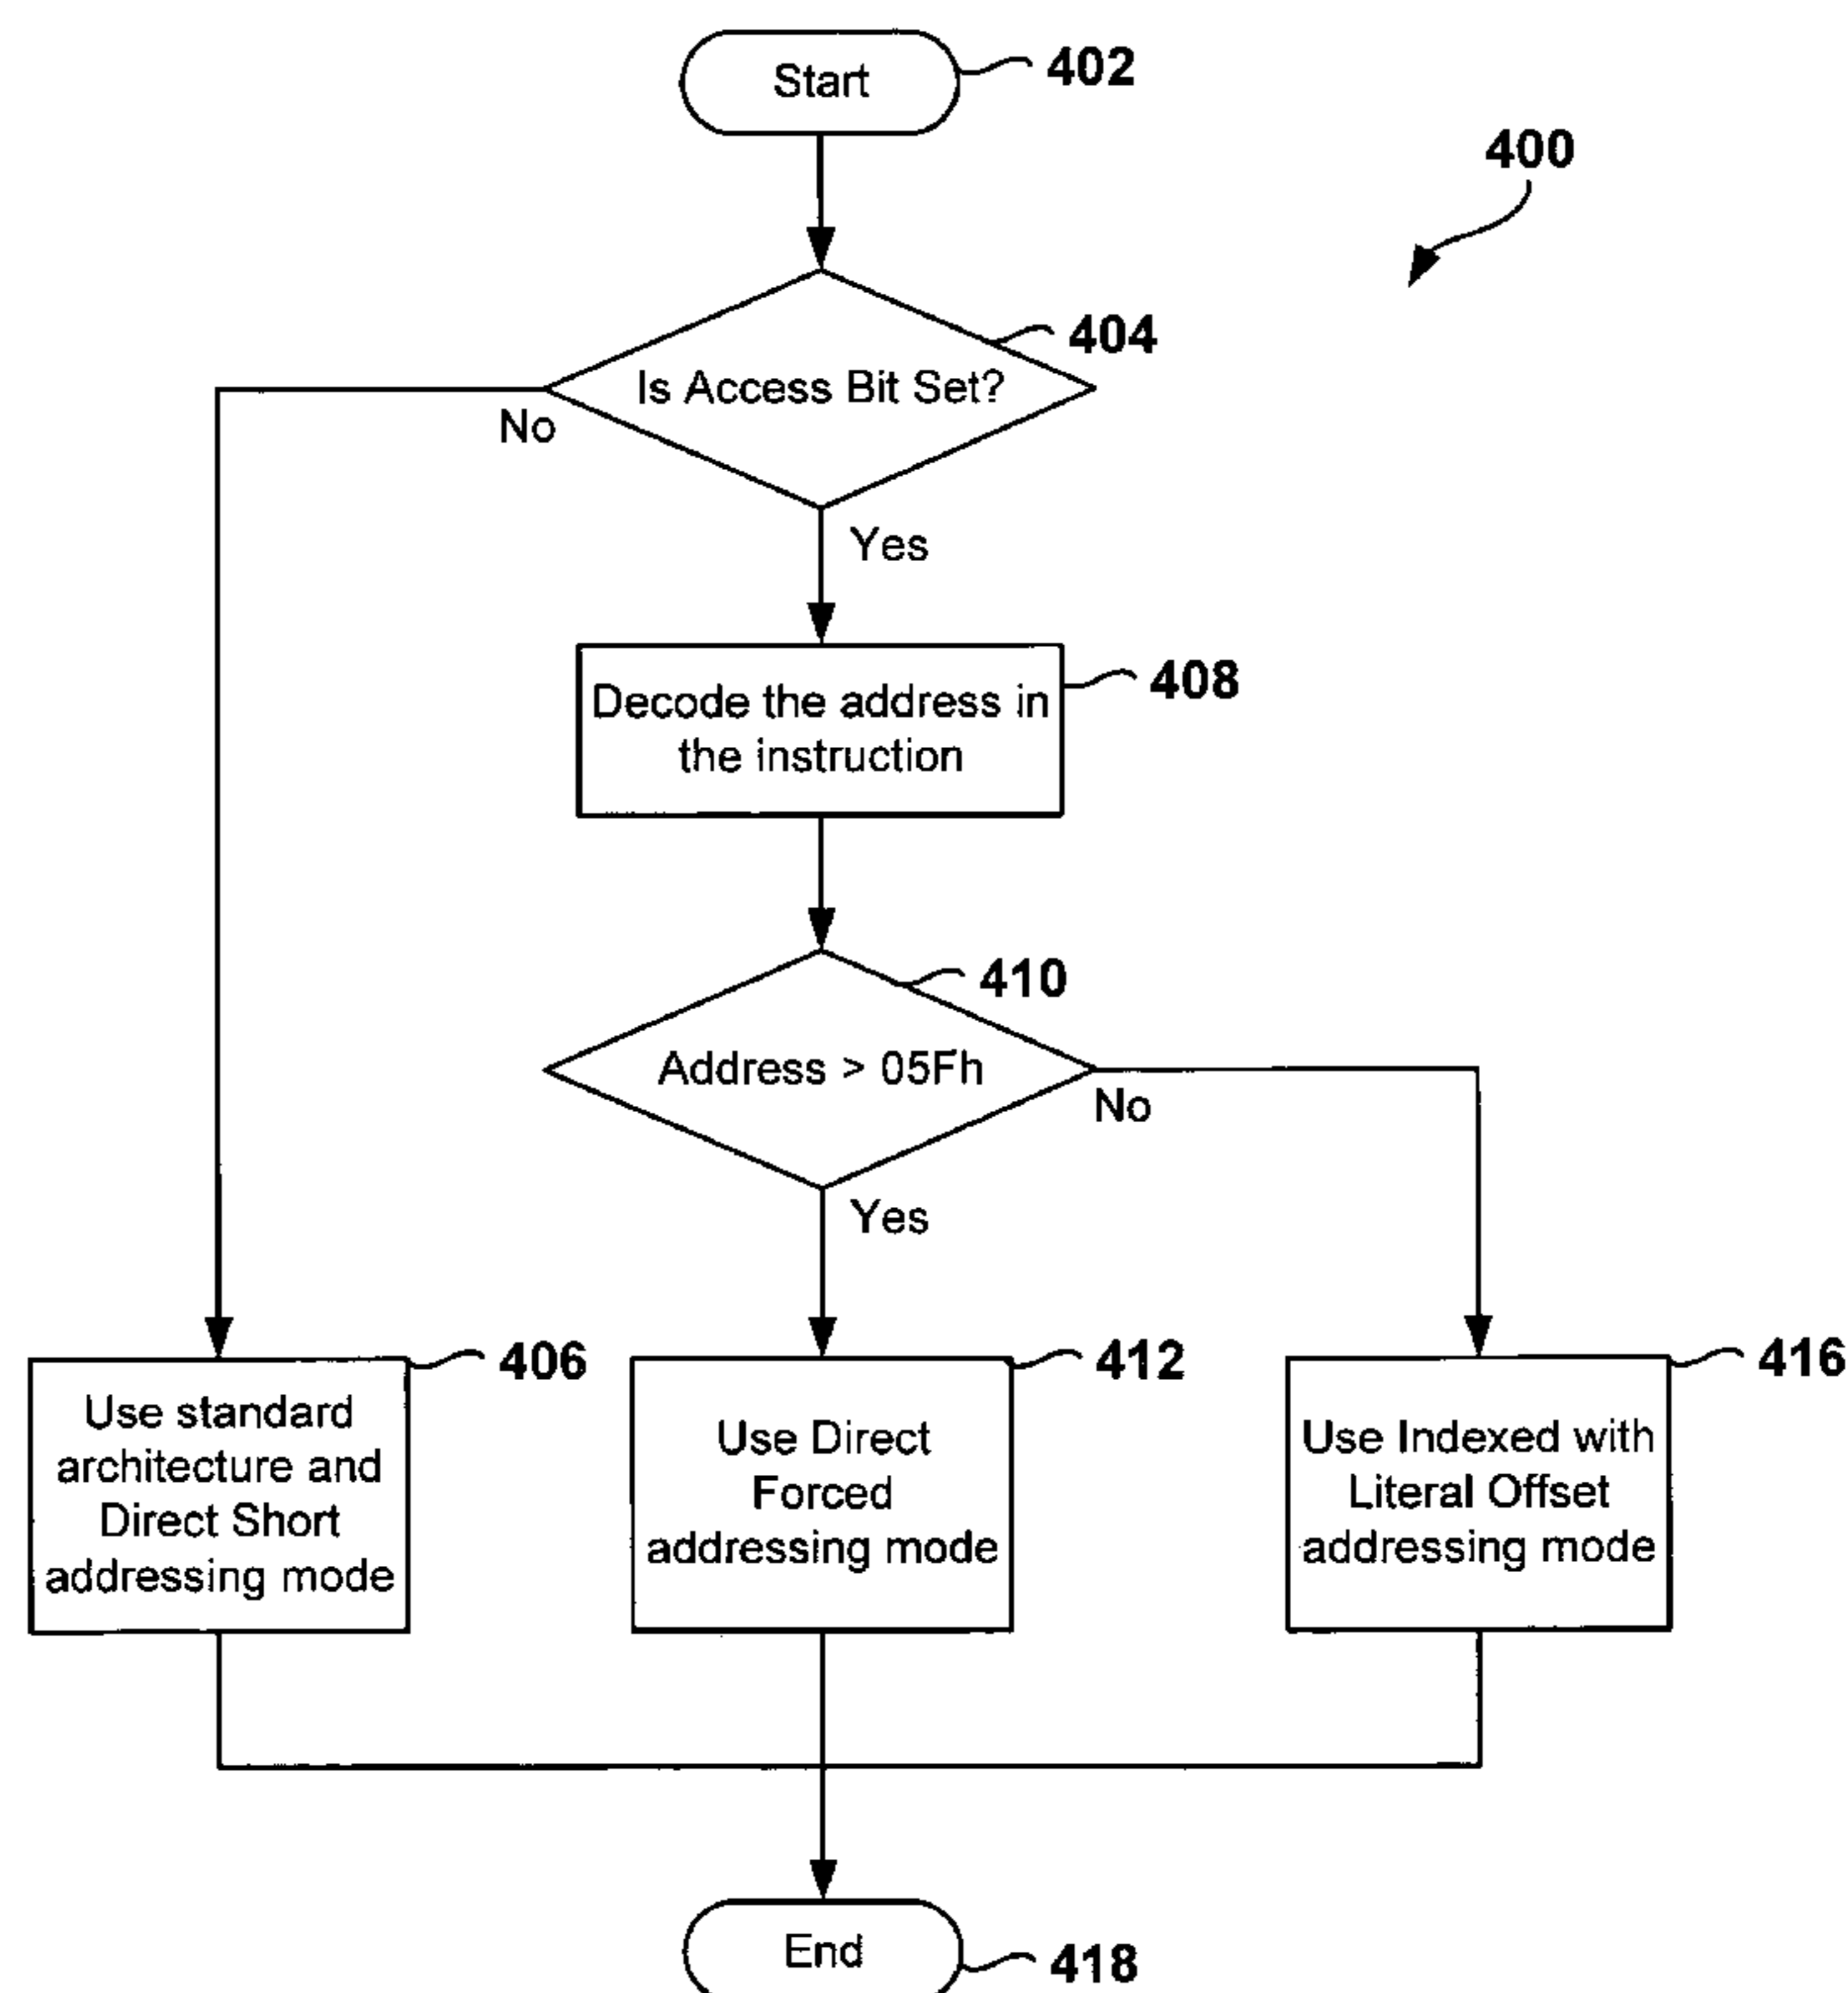 Start
402
400
404
Is Access Bit Set?
No
Yes
408
Decode the address in
the instruction
410
Address > 05Fh
No
Yes
406
Use standard
architecture and
Direct Short
addressing mode
412
Use Direct
Forced
addressing mode
416
Use Indexed with
Literal Offset
addressing mode
End
418